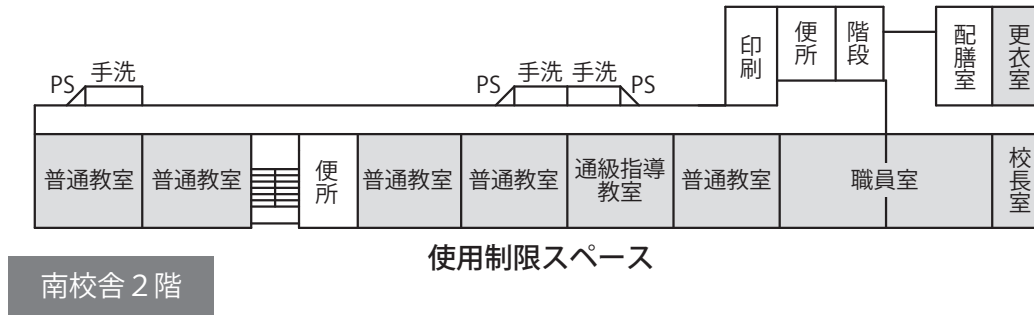 印刷
便所
階段
配膳室
更衣室
PS
手洗
PS
手洗
手洗
PS
普通教室
普通教室
便所
普通教室
普通教室
通級指導
教室
普通教室
職員室
校長室
使用制限スペース
南校舎２階